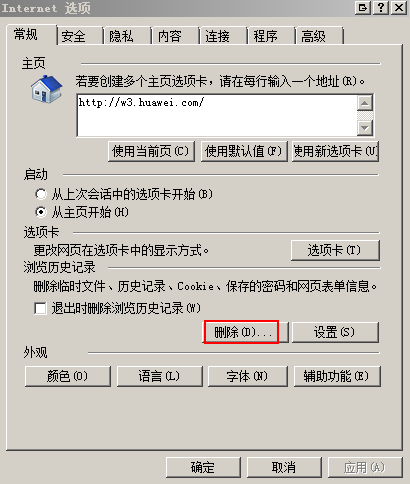 Internet 选项
常规 安全 隐私 内容 连接 程序 高级
主页
若要创建多个主页选项卡，请在每行输入一个地址(R)。
http://w3.huawei.com/
使用当前页(C) 使用默认值(F) 使用新选项卡(U)
启动
从上次会话中的选项卡开始(B)
从主页开始(H)
选项卡
更改网页在选项卡中的显示方式。 选项卡(T)
浏览历史记录
删除临时文件、历史记录、Cookie、保存的密码和网页表单信息。
退出时删除浏览历史记录(W)
删除(D)... 设置(S)
外观
颜色(O) 语言(L) 字体(N) 辅助功能(E)
确定 取消 应用(A)